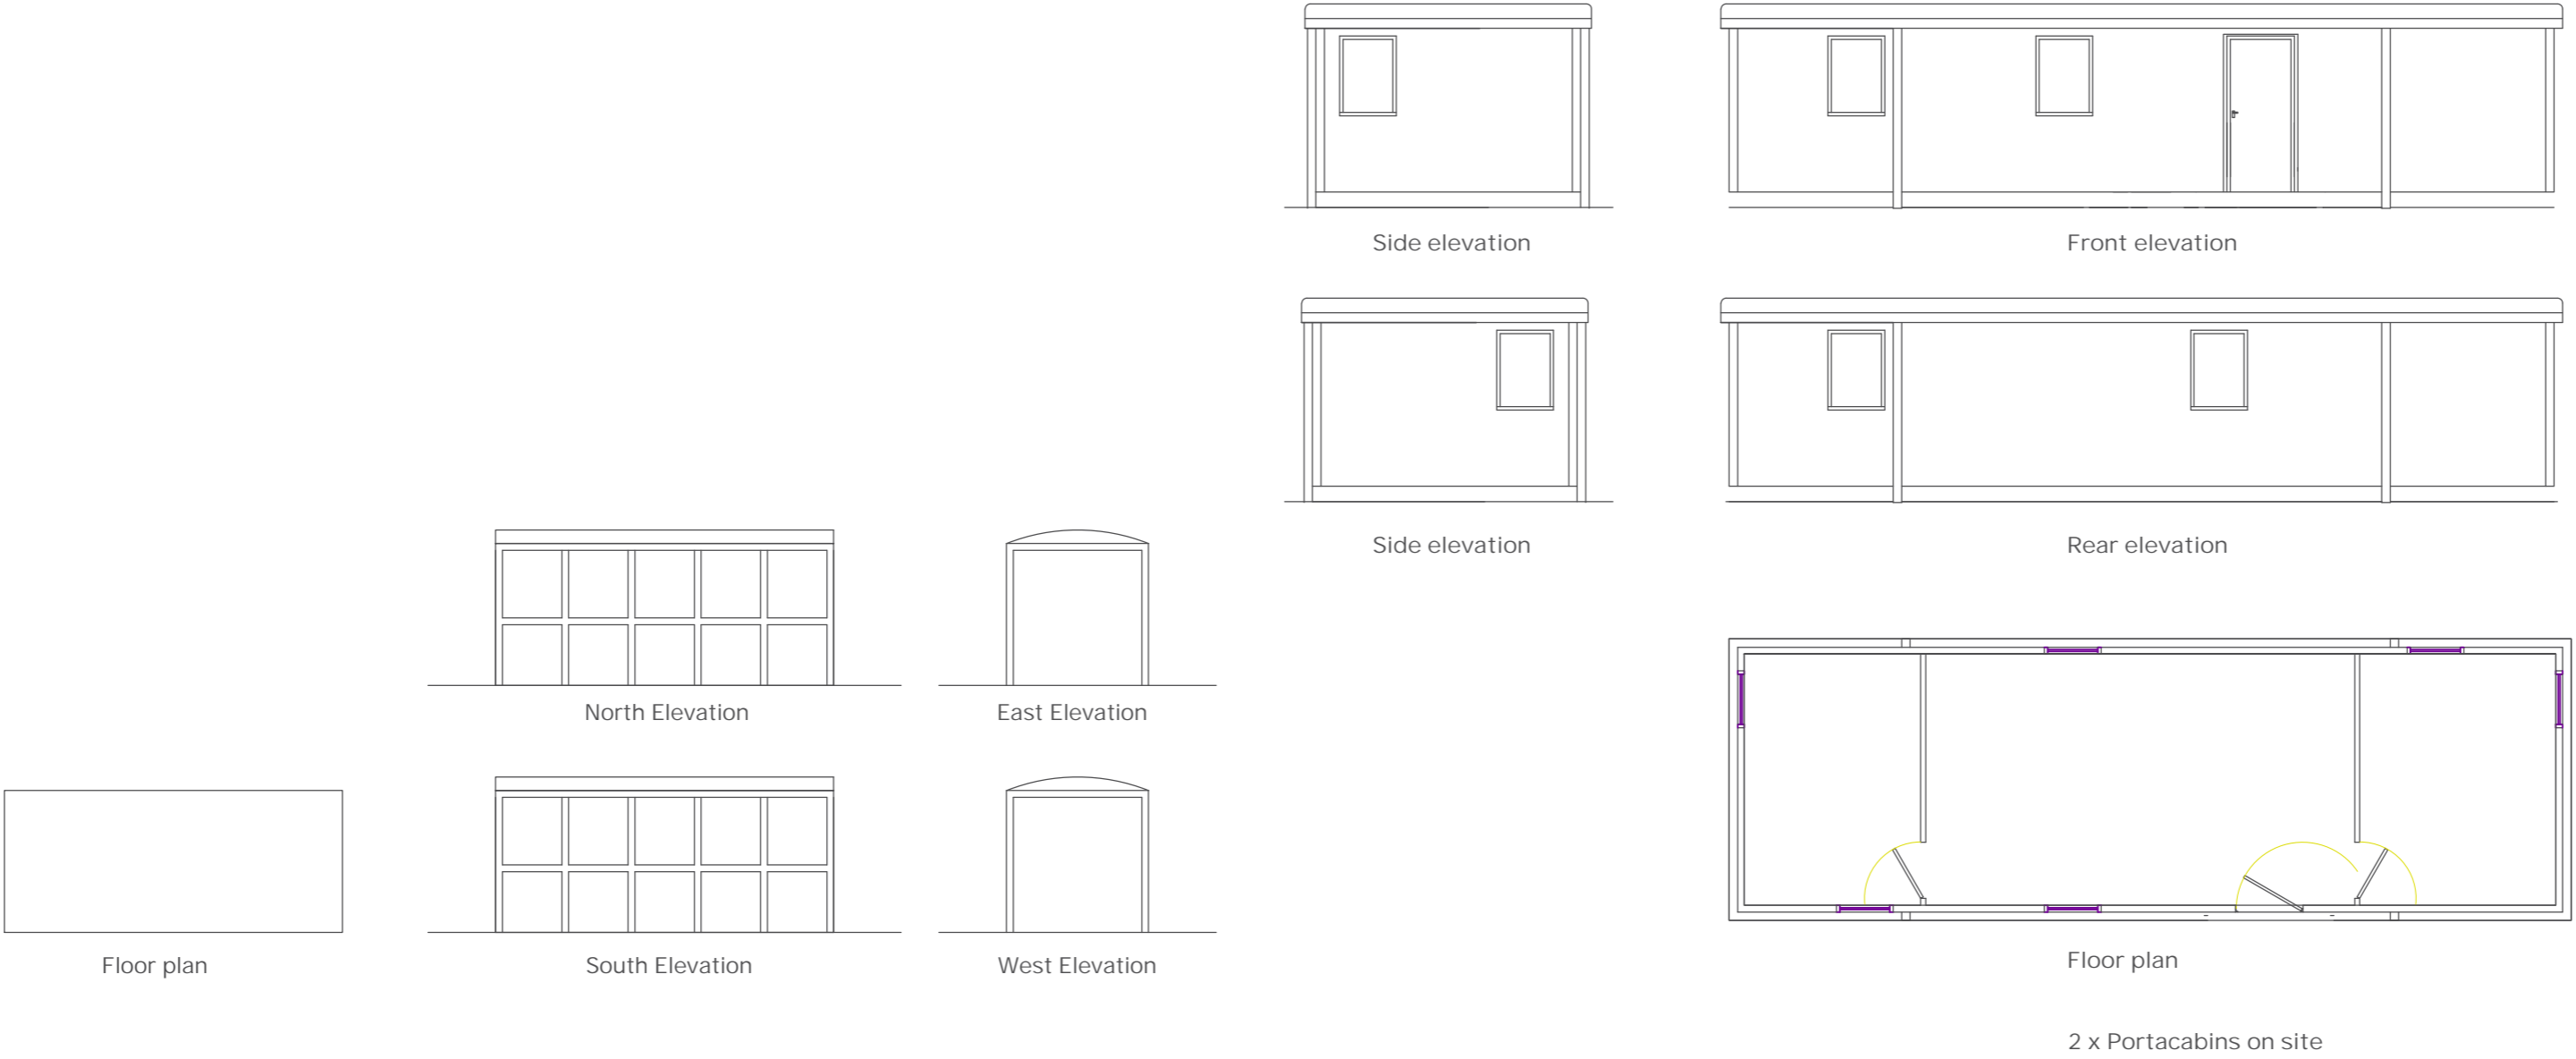 Side elevation
Front elevation
Side elevation
Rear elevation
North Elevation
East Elevation
Floor plan
South Elevation
West Elevation
Floor plan
2 x Portacabins on site